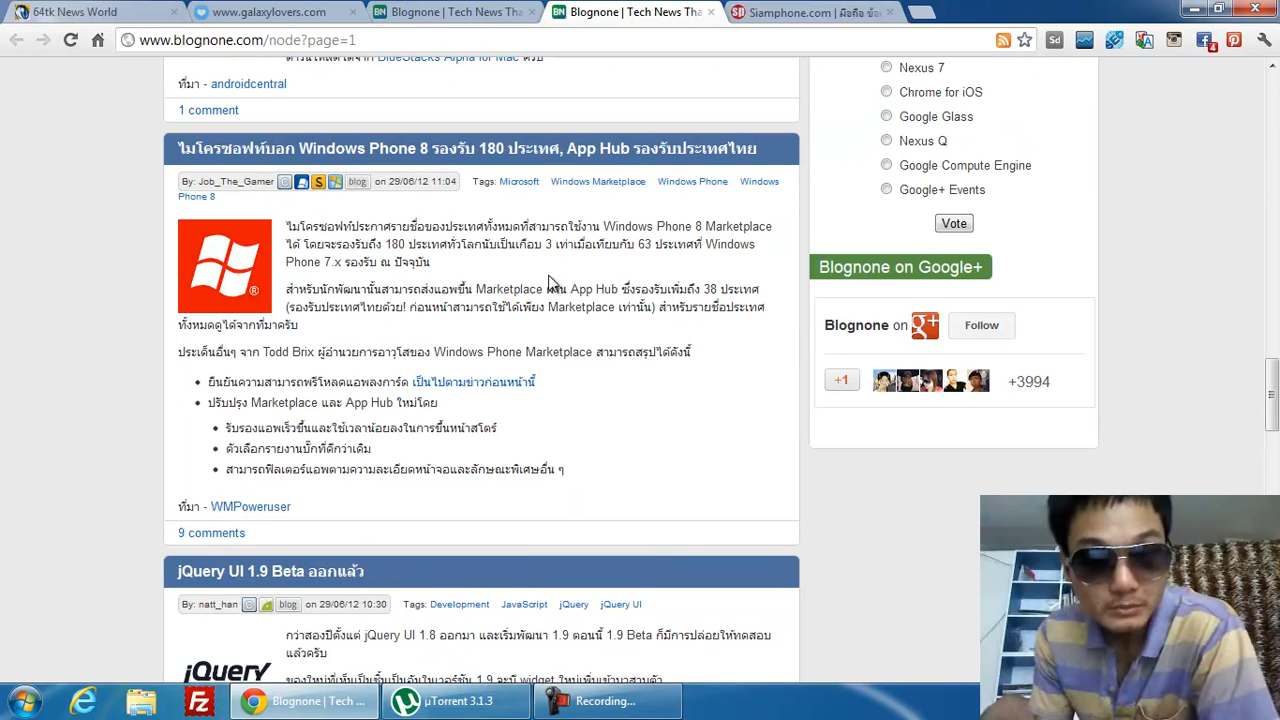 64tk News World
www.galaxylovers.com
Blognone | Tech News Tha
Blognone | Tech News Tha
Siamphone.com | มือถือ ข้อ
www.blognone.com/node?page=1
Sd
4
ที่มา - androidcentral
1 comment
ไมโครซอฟท์บอก Windows Phone 8 รองรับ 180 ประเทศ, App Hub รองรับประเทศไทย
By: Job_The_Gamer blog on 29/06/12 11:04
Tags: Microsoft Windows Marketplace Windows Phone Windows
Phone 8
ไมโครซอฟท์ประกาศรายชื่อของประเทศทั้งหมดที่สามารถใช้งาน Windows Phone 8 Marketplace
ได้ โดยจะรองรับถึง 180 ประเทศทั่วโลกนับเป็นเกือบ 3 เท่าเมื่อเทียบกับ 63 ประเทศที่ Windows
Phone 7.x รองรับ ณ ปัจจุบัน
สำหรับนักพัฒนานั้นสามารถส่งแอพขึ้น Marketplace App Hub ซึ่งรองรับเพิ่มถึง 38 ประเทศ
(รองรับประเทศไทยด้วย! ก่อนหน้าสามารถใช้ได้เพียง Marketplace เท่านั้น) สำหรับรายชื่อประเทศ
ทั้งหมดดูได้จากที่มาครับ
ประเด็นอื่นๆ จาก Todd Brix ผู้อำนวยการอาวุโสของ Windows Phone Marketplace สามารถสรุปได้ดังนี้
ยืนยันความสามารถพรีโหลดแอพลงการ์ด เป็นไปตามข่าวก่อนหน้านี้
ปรับปรุง Marketplace และ App Hub ใหม่โดย
รับรองแอพเร็วขึ้นและใช้เวลาน้อยลงในการขึ้นหน้าสโตร์
ตัวเลือกรายงานบั๊กที่ดีกว่าเดิม
สามารถฟิลเตอร์แอพตามความละเอียดหน้าจอและลักษณะพิเศษอื่น ๆ
ที่มา - WMPoweruser
9 comments
jQuery UI 1.9 Beta ออกแล้ว
By: natt_han blog on 29/06/12 10:30
Tags: Development JavaScript jQuery jQuery UI
กว่าสองปีตั้งแต่ jQuery UI 1.8 ออกมา และเริ่มพัฒนา 1.9 ตอนนี้ 1.9 Beta ก็มีการปล่อยให้ทดสอบ
แล้วครับ
jQuery
Nexus 7
Chrome for iOS
Google Glass
Nexus Q
Google Compute Engine
Google+ Events
Vote
Blognone on Google+
Blognone on g+ Follow
+1 +3994
Blognone | Tech ...
µTorrent 3.1.3
Recording...